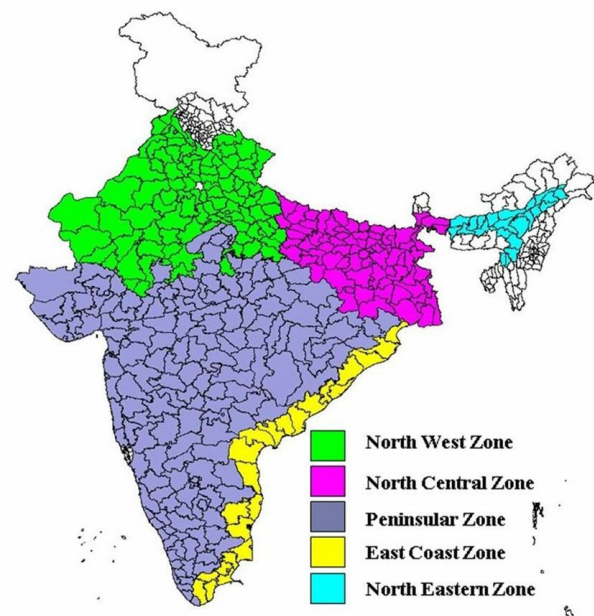 North West Zone
North Central Zone
Peninsular Zone
East Coast Zone
North Eastern Zone